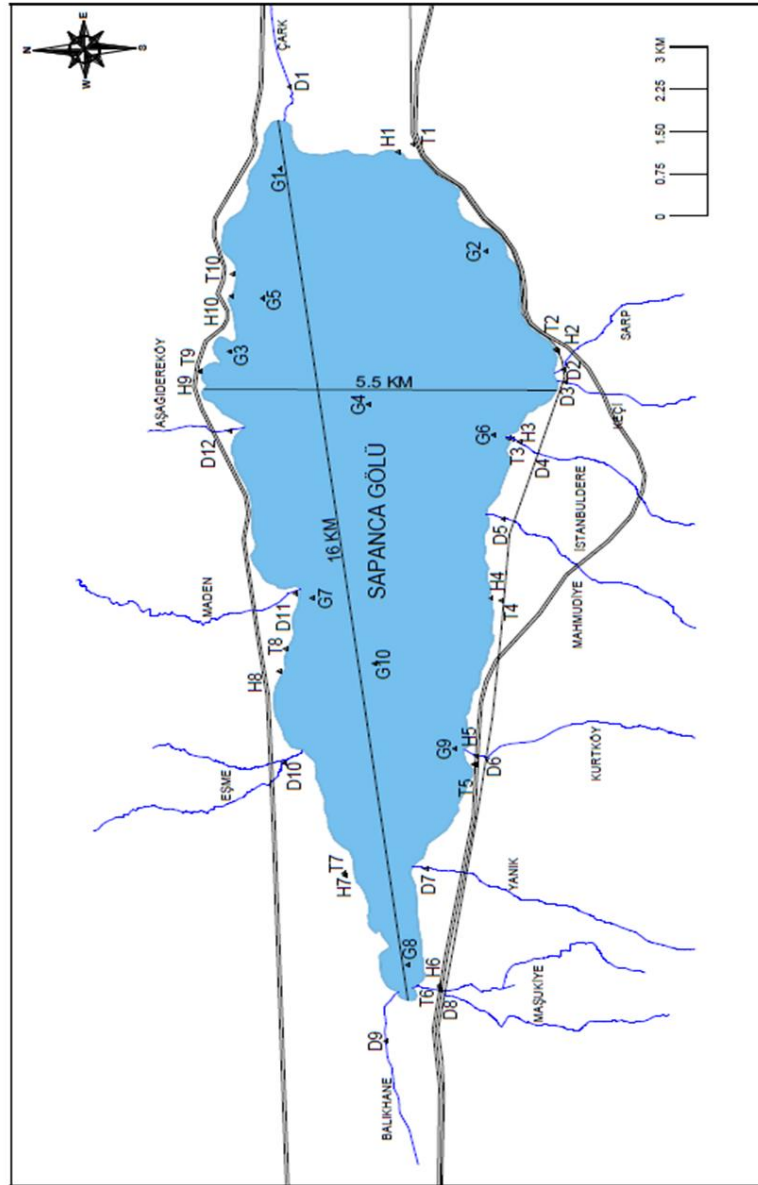 N
E
S
W
ÇARK
D1
3 KM
2.25
1.50
0.75
0
H1
T1
G1
G2
T10
H10
G5
G3
T9
H9
AŞAĞIDEREKÖY
D12
5.5 KM
G4
T2
H2
D2
D3
SARP
KEÇİ
G6
H3
T3
D4
İSTANBULDERE
16 KM
SAPANCA GÖLÜ
D5
MAHMUDİYE
H4
T4
MADEN
D11
G7
T8
H8
G10
G9
H5
T5
D6
KURTKÖY
EŞME
D10
T7
H7
D7
YANIK
G8
H6
T6
D8
MAŞUKİYE
D9
BALIKHANE